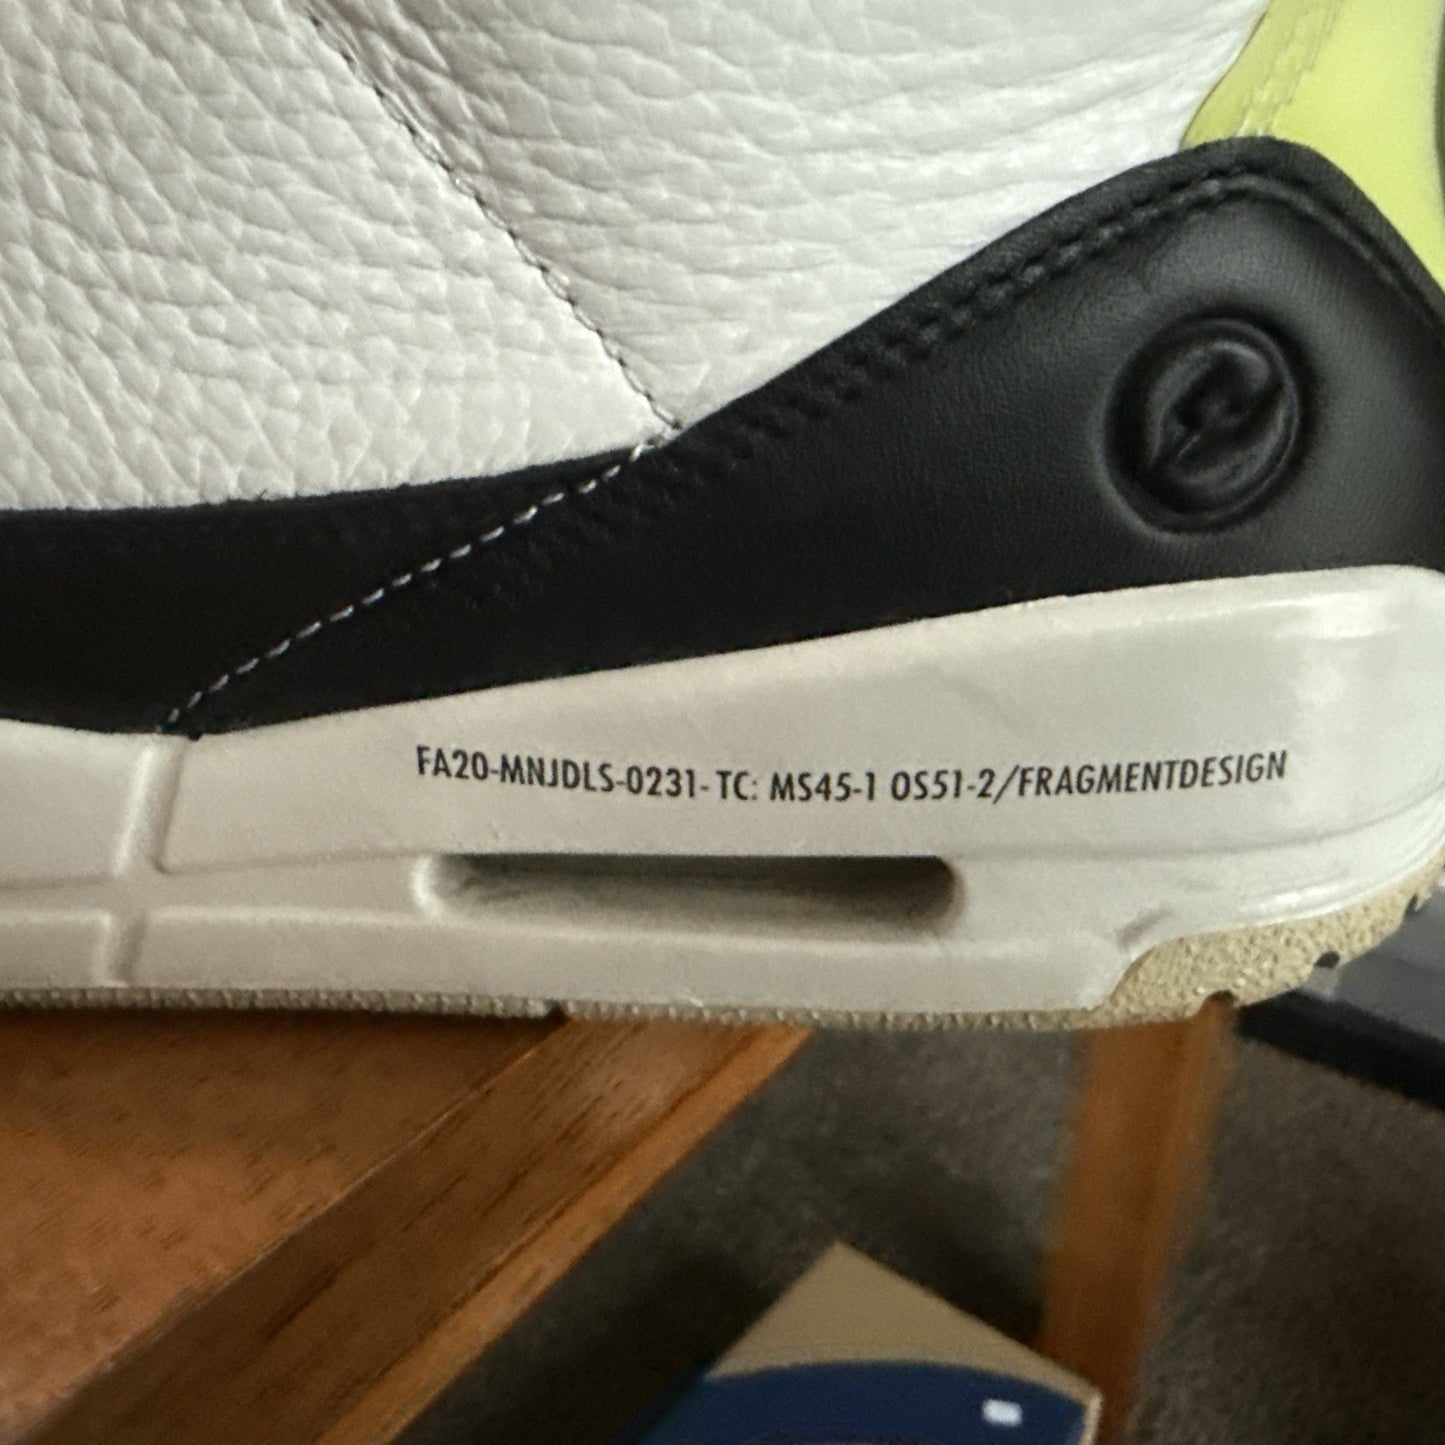 FA20-MNJDLS-0231-TC: MS45-1 OS51-2/FRAGMENTDESIGN